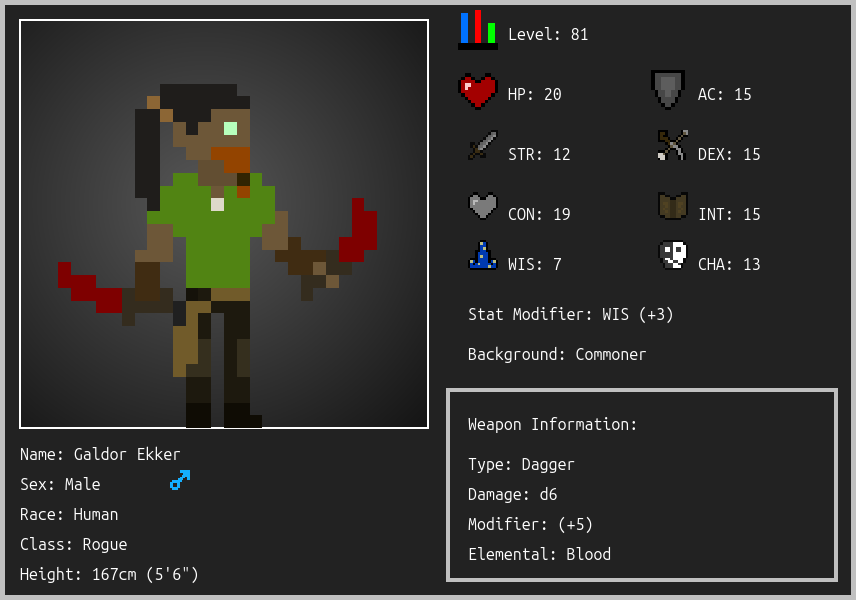 Level: 81
HP: 20
AC: 15
STR: 12
DEX: 15
CON: 19
INT: 15
WIS: 7
CHA: 13
Stat Modifier: WIS (+3)
Background: Commoner
Weapon Information:
Type: Dagger
Damage: d6
Modifier: (+5)
Elemental: Blood
Name: Galdor Ekker
Sex: Male
Race: Human
Class: Rogue
Height: 167cm (5'6")